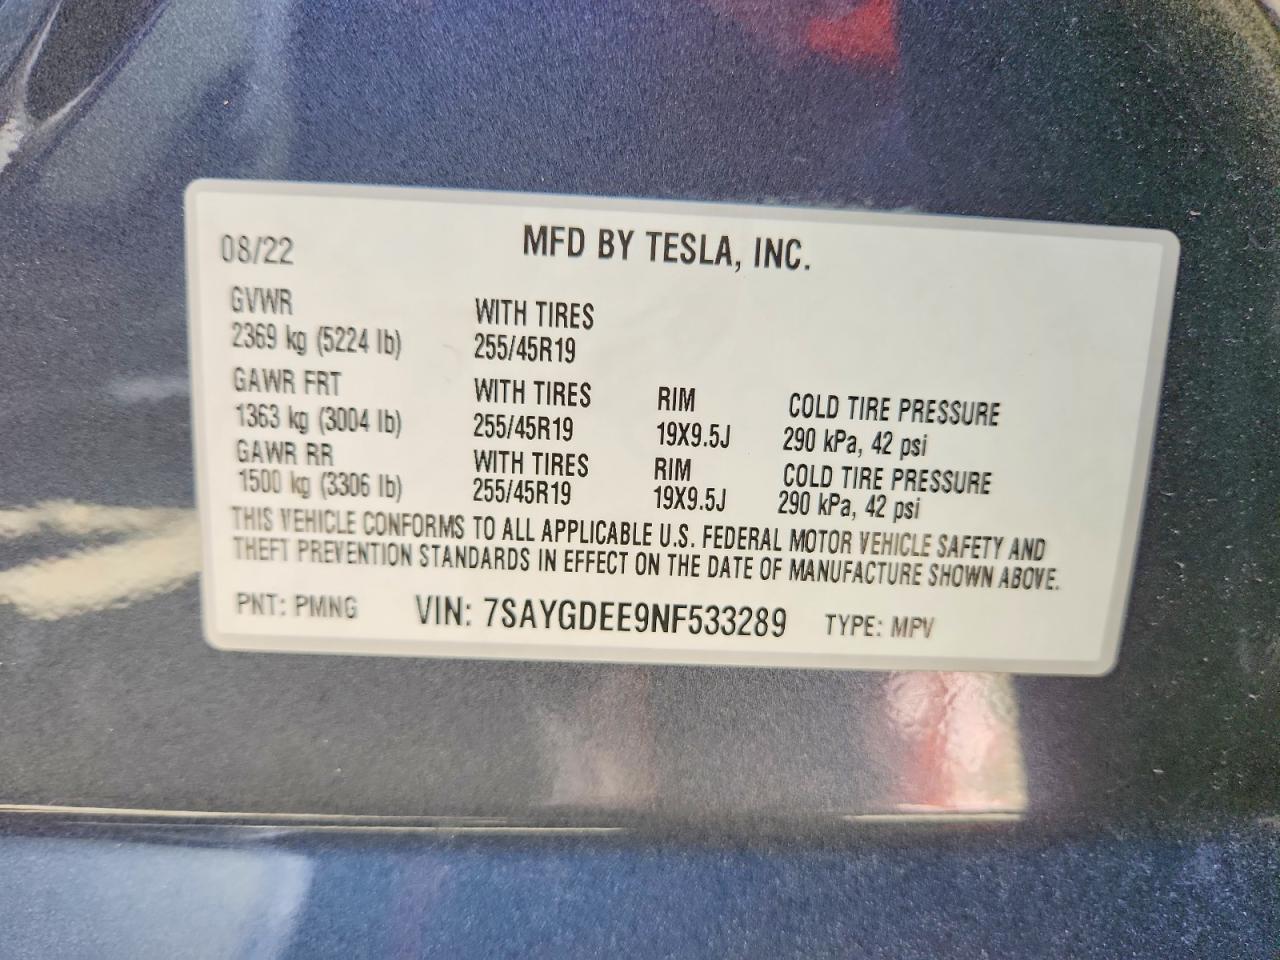 08/22 MFD BY TESLA, INC.
GVWR WITH TIRES
2369 kg (5224 lb) 255/45R19
GAWR FRT WITH TIRES RIM COLD TIRE PRESSURE
1363 kg (3004 lb) 255/45R19 19X9.5J 290 kPa, 42 psi
GAWR RR WITH TIRES RIM COLD TIRE PRESSURE
1500 kg (3306 lb) 255/45R19 19X9.5J 290 kPa, 42 psi
THIS VEHICLE CONFORMS TO ALL APPLICABLE U.S. FEDERAL MOTOR VEHICLE SAFETY AND
THEFT PREVENTION STANDARDS IN EFFECT ON THE DATE OF MANUFACTURE SHOWN ABOVE.
PNT: PMNG VIN: 7SAYGDEE9NF533289 TYPE: MPV